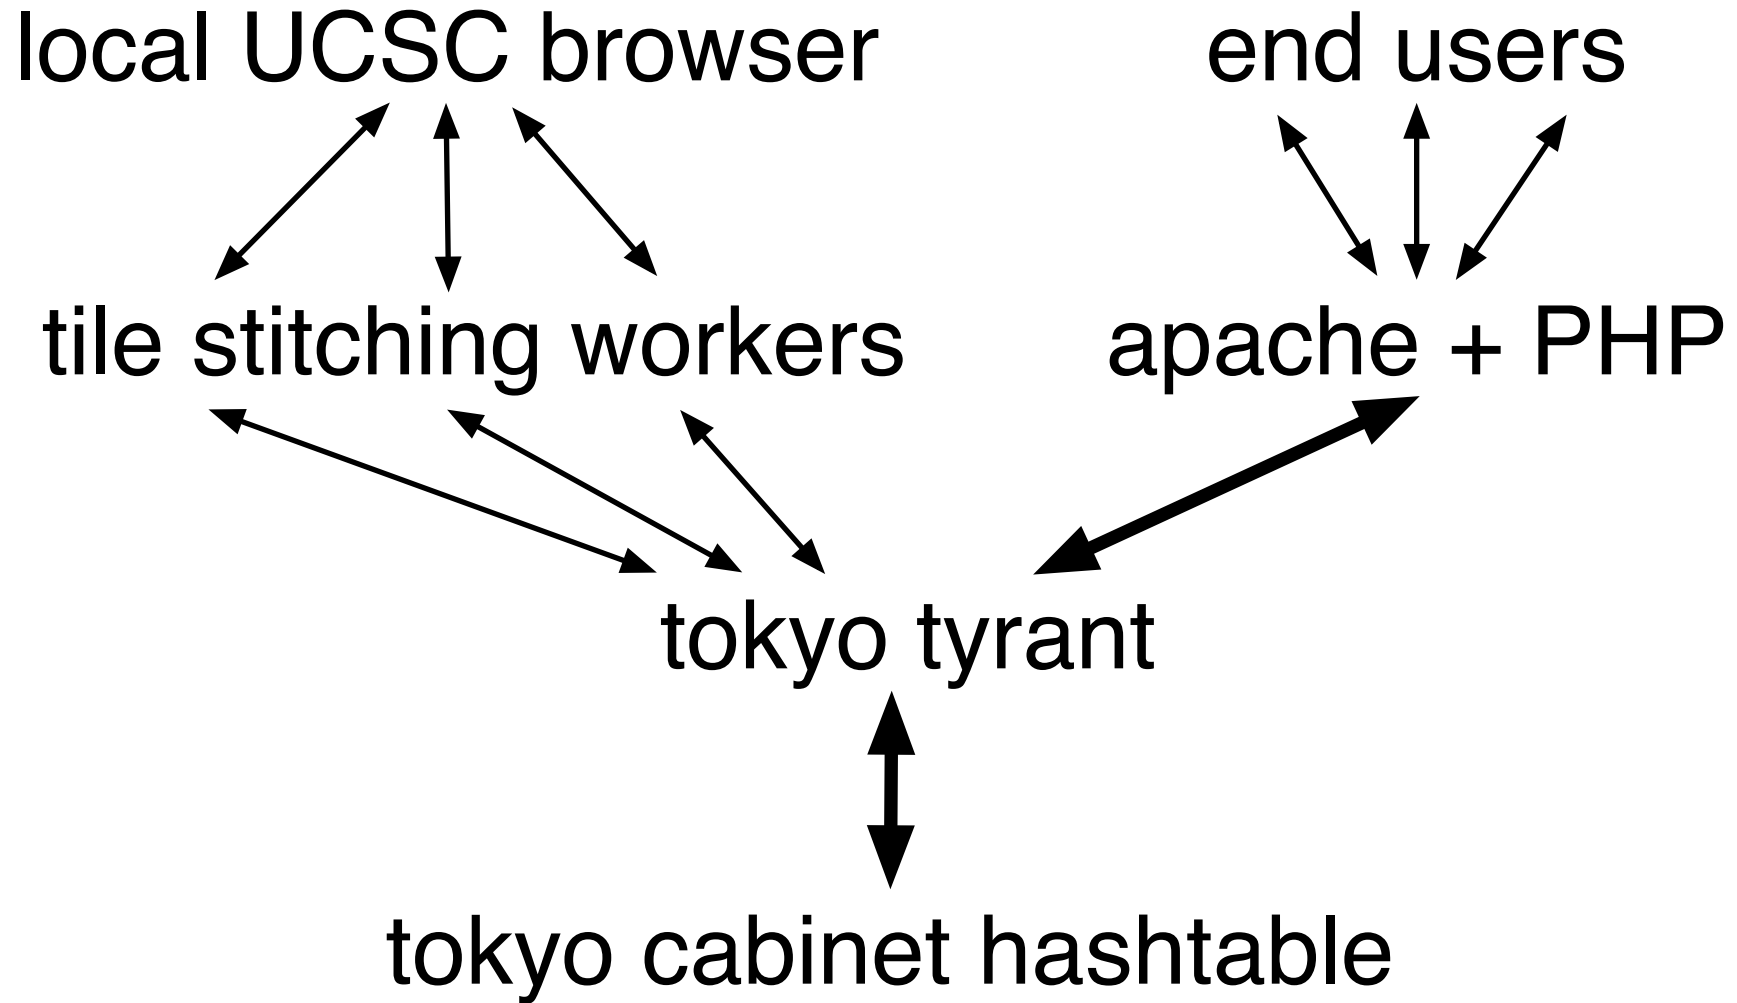 local UCSC browser
end users
tile stitching workers
apache + PHP
tokyo tyrant
tokyo cabinet hashtable